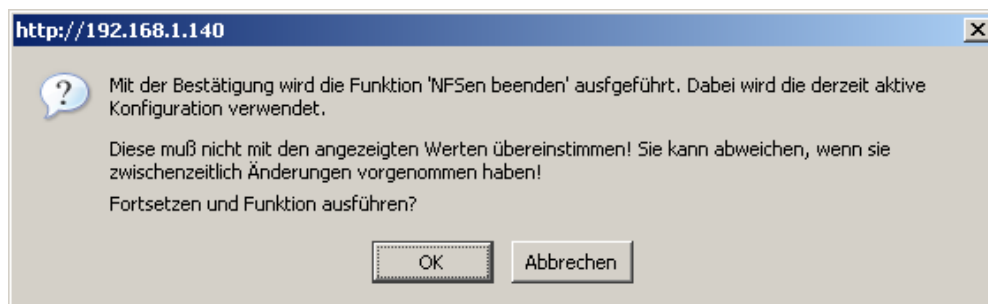 http://192.168.1.140
Mit der Bestätigung wird die Funktion 'NFSen beenden' ausgeführt. Dabei wird die derzeit aktive
Konfiguration verwendet.
Diese muß nicht mit den angezeigten Werten übereinstimmen! Sie kann abweichen, wenn sie
zwischenzeitlich Änderungen vorgenommen haben!
Fortsetzen und Funktion ausführen?
OK
Abbrechen